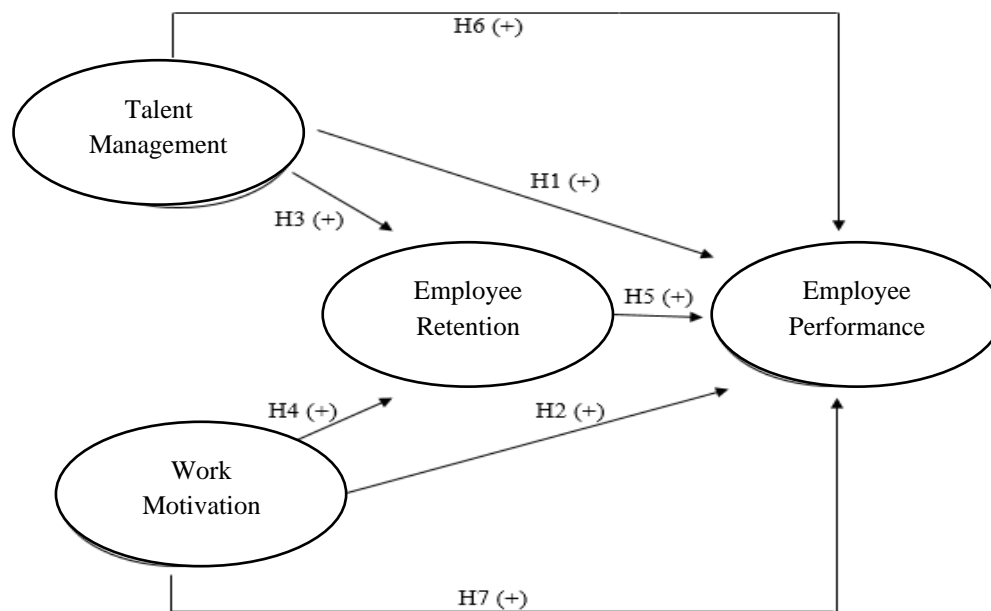 H6 (+)
Talent
Management
H1 (+)
H3 (+)
Employee
Retention
H5 (+)
Employee
Performance
H4 (+)
H2 (+)
Work
Motivation
H7 (+)